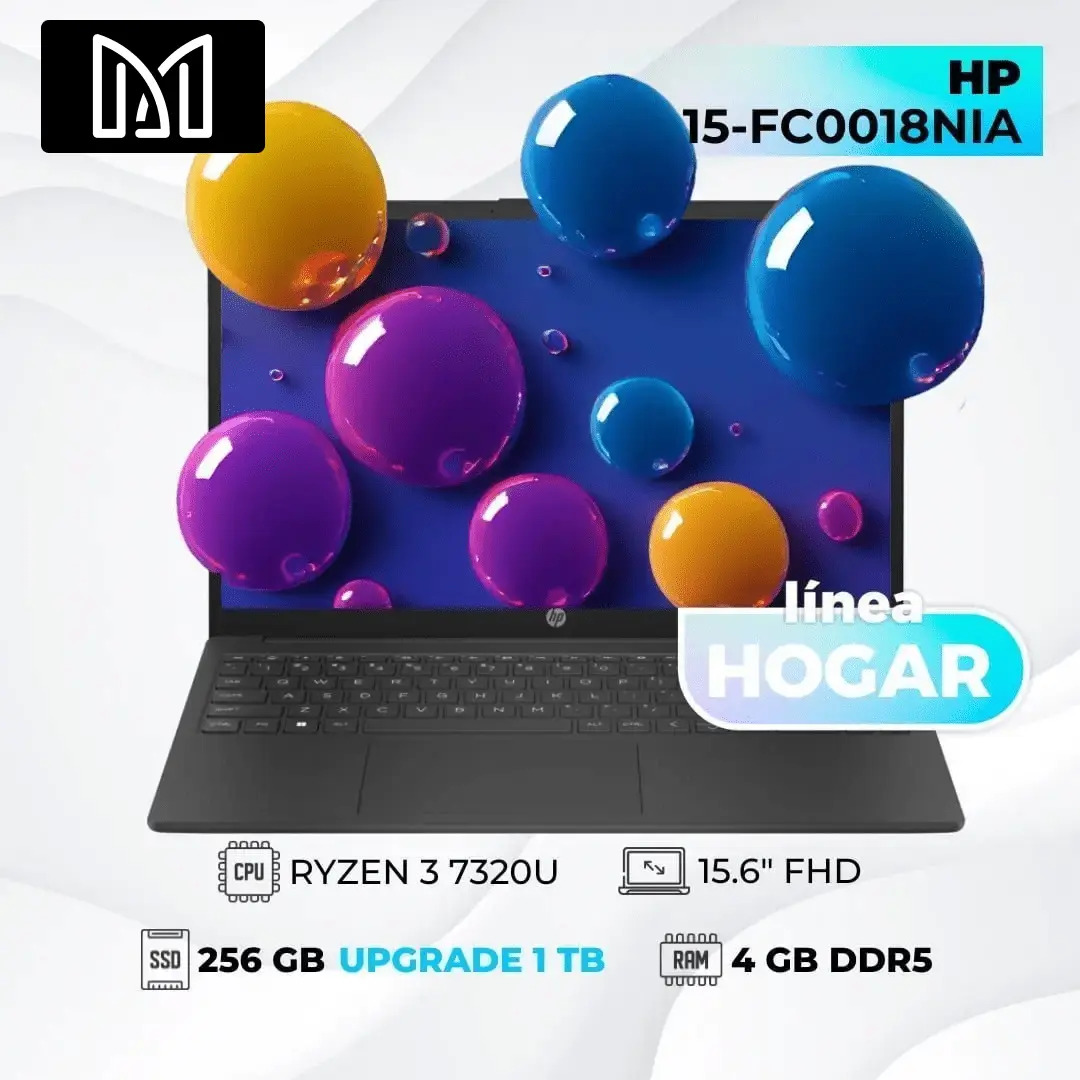 HP
15-FC0018NIA
hp
línea
HOGAR
CPU RYZEN 3 7320U
15.6" FHD
SSD 256 GB UPGRADE 1 TB
RAM 4 GB DDR5